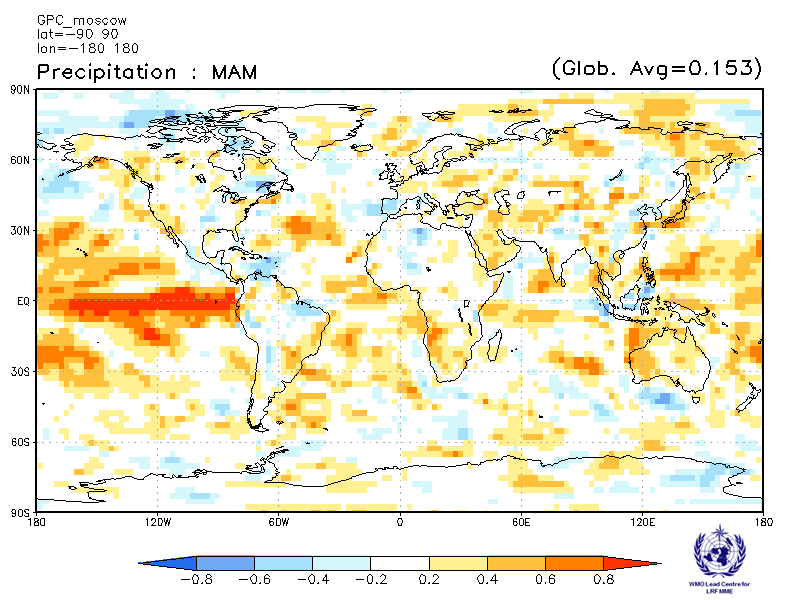 GPC_moscow
lat=-90 90
lon=-180 180
Precipitation : MAM
(Glob. Avg=0.153)
90N
60N
30N
EQ
30S
60S
90S
180 120W 60W 0 60E 120E 180
-0.8 -0.6 -0.4 -0.2 0.2 0.4 0.6 0.8
WMO Lead Centre for
LRF MME